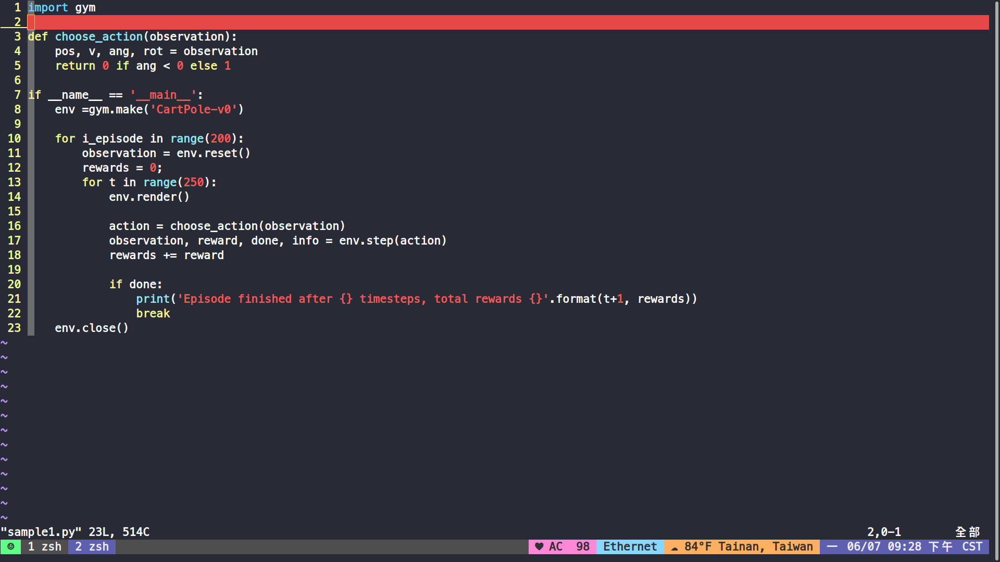 1 import gym
2
3 def choose_action(observation):
4     pos, v, ang, rot = observation
5     return 0 if ang < 0 else 1
6
7 if __name__ == '__main__':
8     env =gym.make('CartPole-v0')
9
10     for i_episode in range(200):
11         observation = env.reset()
12         rewards = 0;
13         for t in range(250):
14             env.render()
15
16             action = choose_action(observation)
17             observation, reward, done, info = env.step(action)
18             rewards += reward
19
20             if done:
21                 print('Episode finished after {} timesteps, total rewards {}'.format(t+1, rewards))
22                 break
23     env.close()
~
~
~
~
~
~
~
~
~
~
~
~
~
"sample1.py" 23L, 514C 2,0-1 全部
☺ 1 zsh 2 zsh ♥ AC 98 Ethernet ☁ 84°F Tainan, Taiwan 一 06/07 09:28 下午 CST